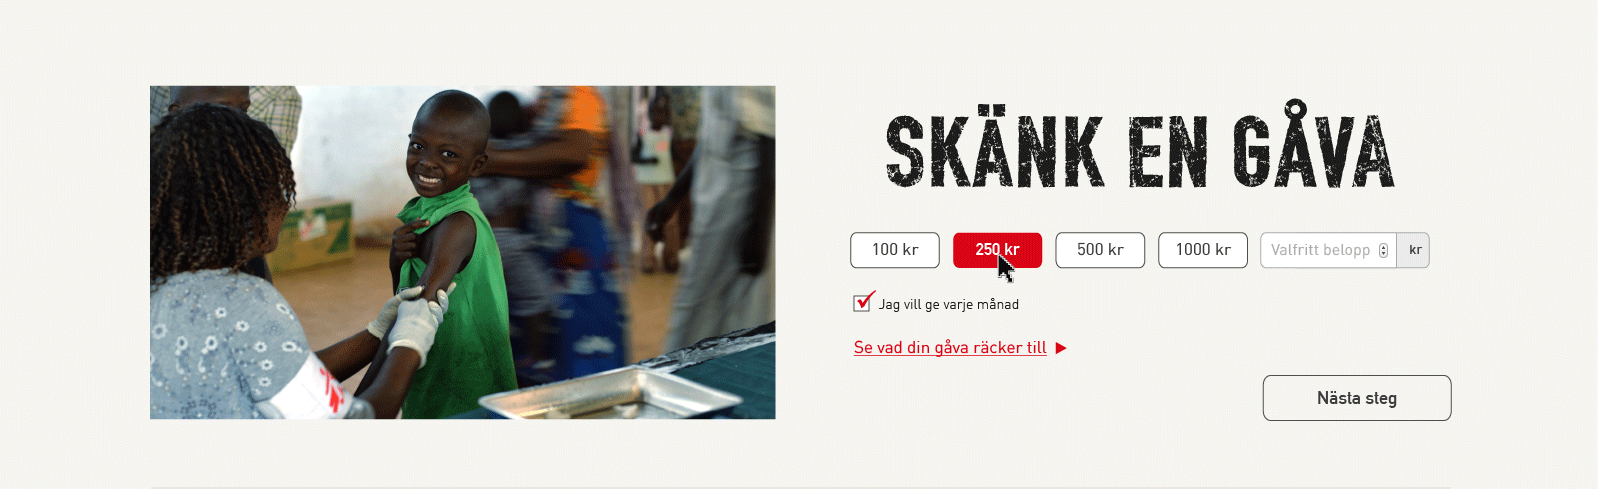 SKÄNK EN GÅVA
100 kr 250 kr 500 kr 1000 kr Valfritt belopp kr
Jag vill ge varje månad
Se vad din gåva räcker till
Nästa steg